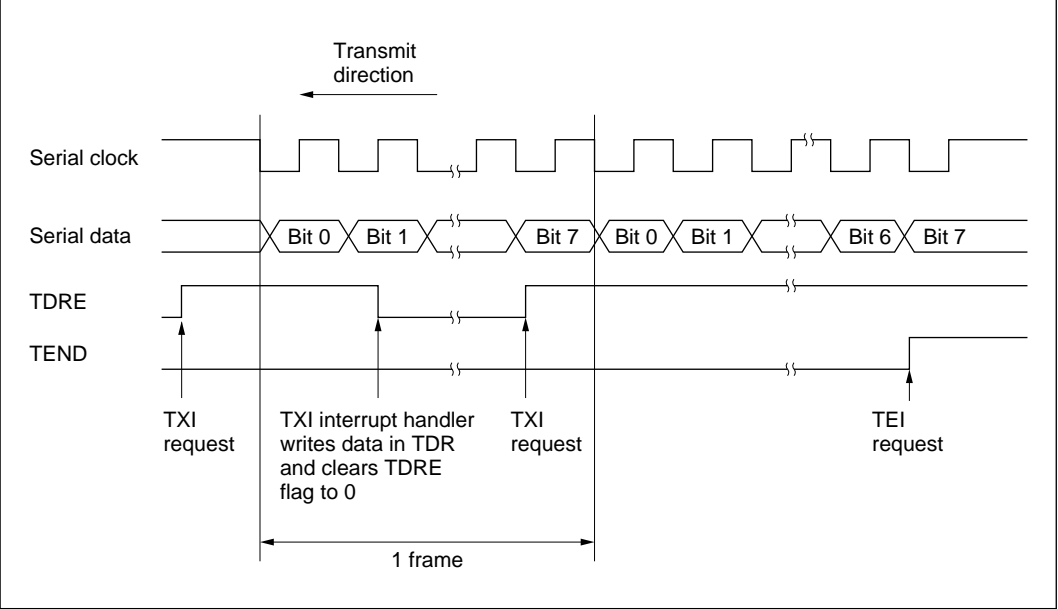 Transmit
direction
Serial clock
Serial data
Bit 0
Bit 1
Bit 7
Bit 0
Bit 1
Bit 6
Bit 7
TDRE
TEND
TXI
request
TXI interrupt handler
writes data in TDR
and clears TDRE
flag to 0
TXI
request
TEI
request
1 frame